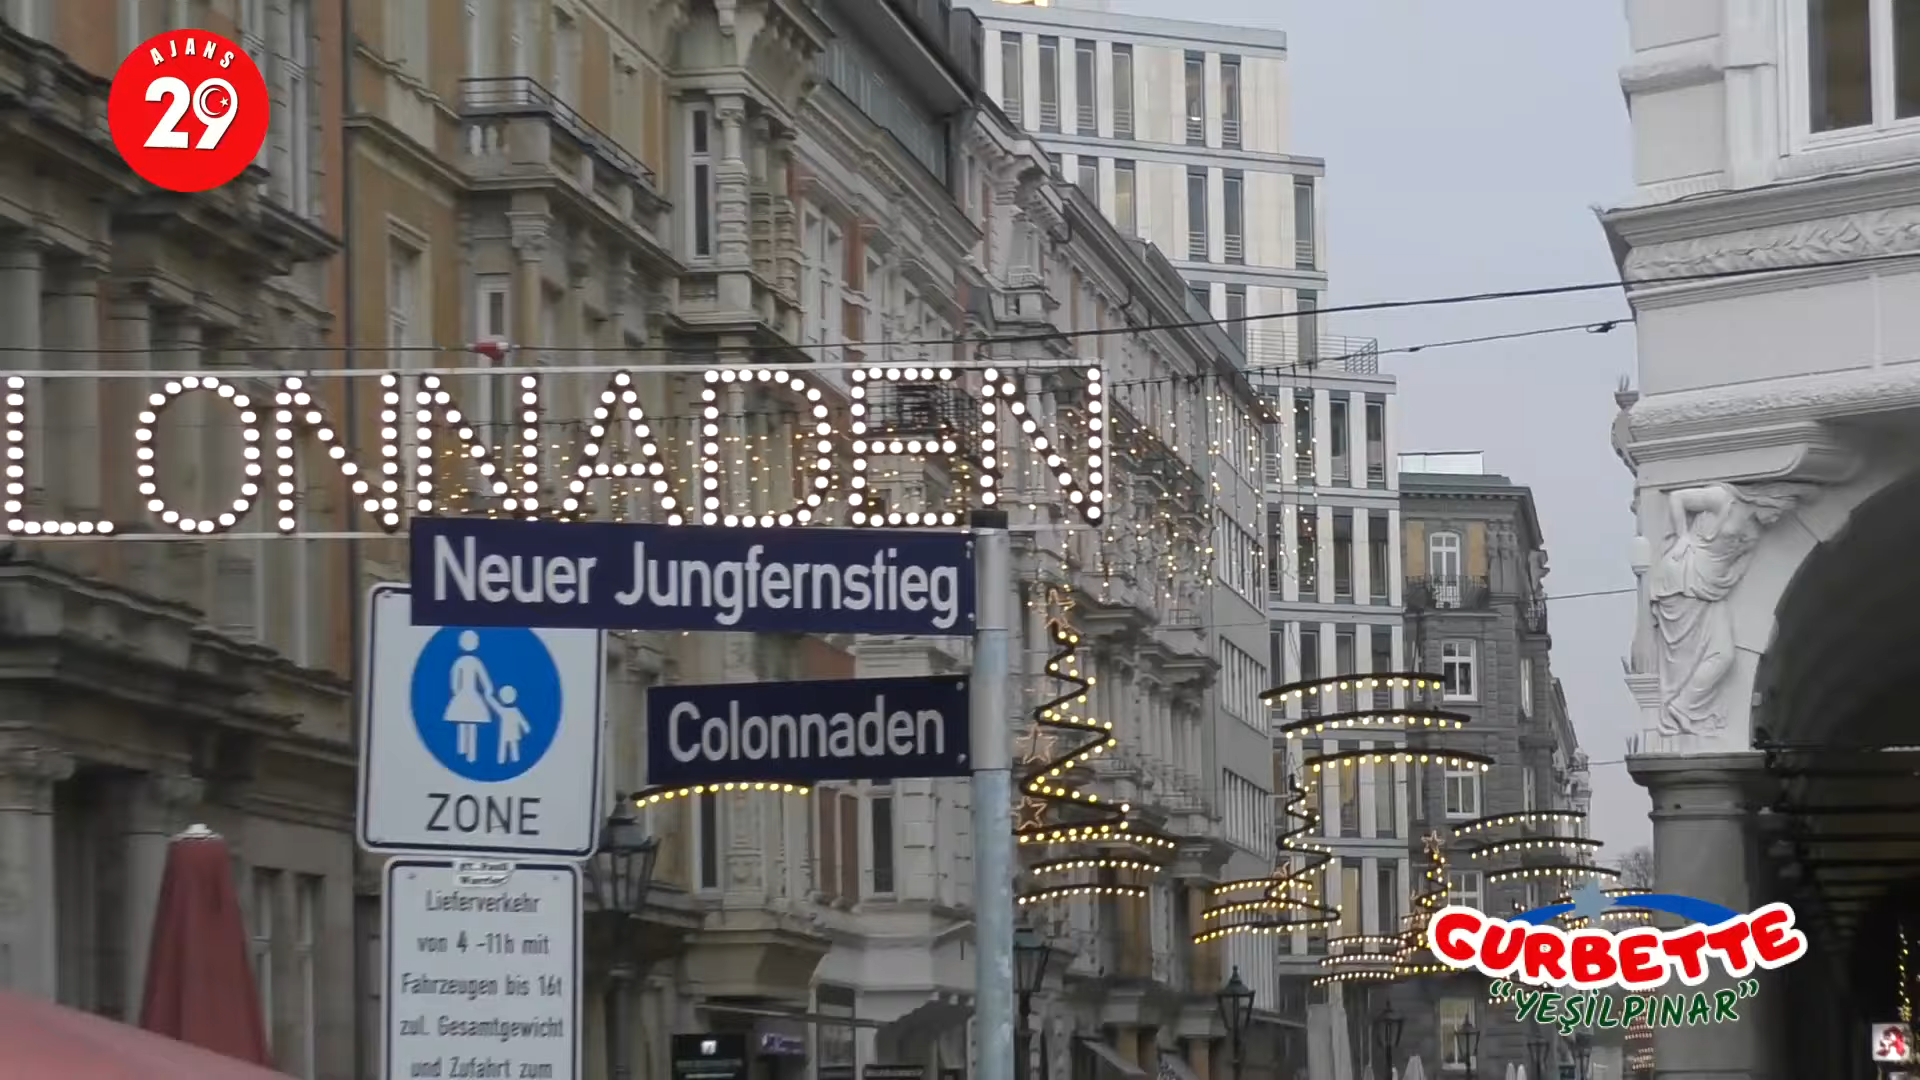 AJANS
29
LONNADEN
Neuer Jungfernstieg
Colonnaden
ZONE
Lieferverkehr
von 4 -11h mit
Fahrzeugen bis 16t
zul. Gesamtgewicht
und Zufahrt zum
GURBETTE
"YEŞİLPINAR"